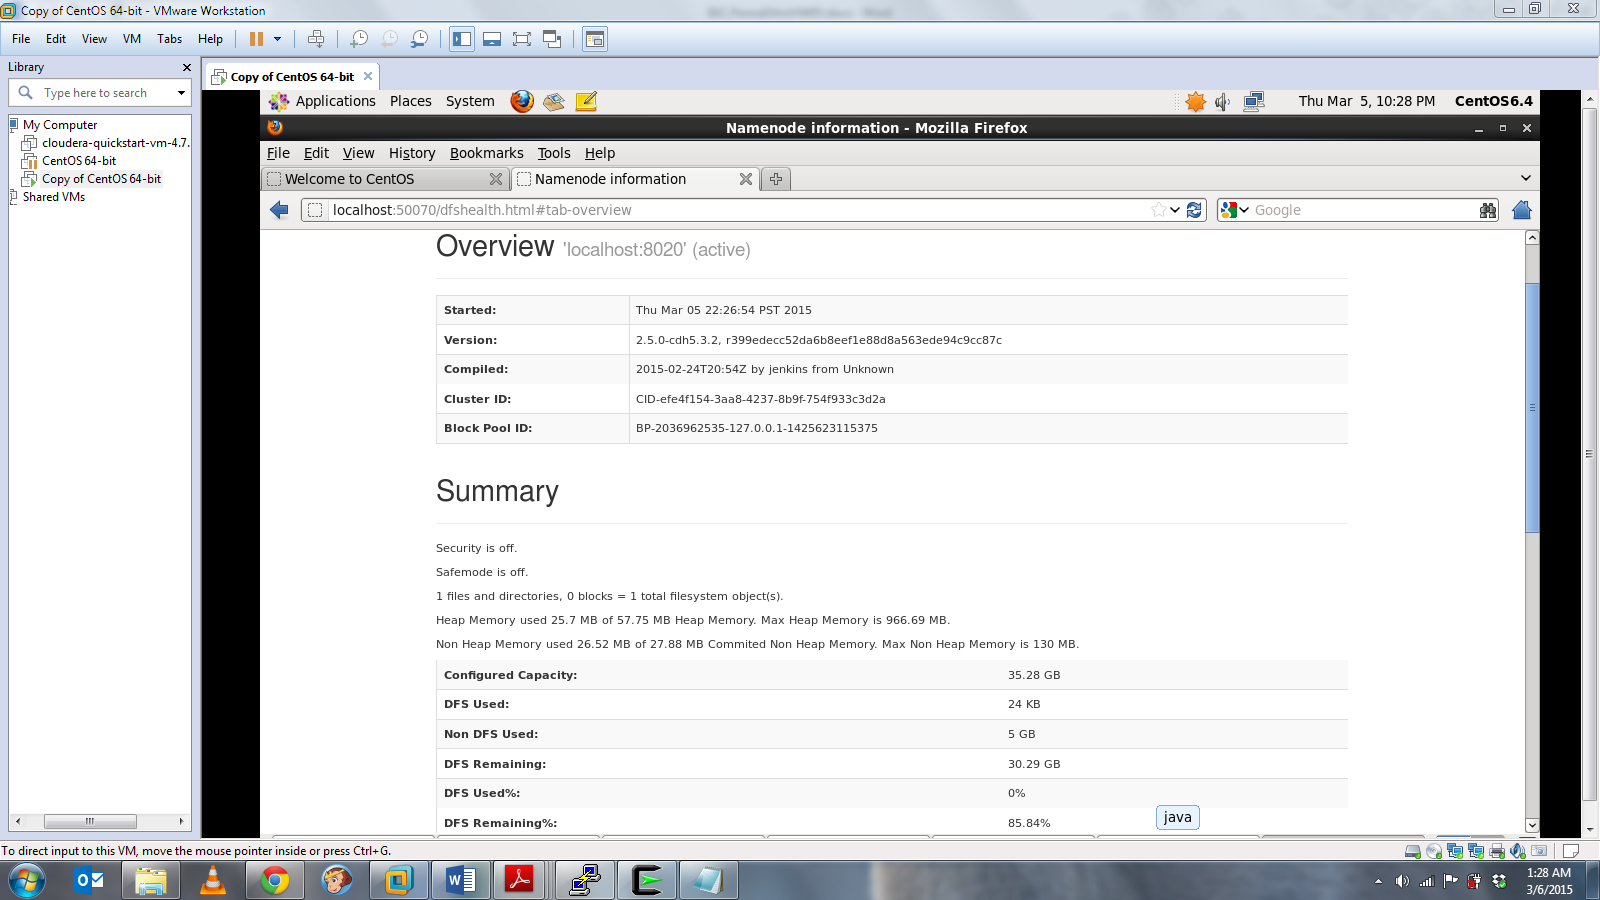 Copy of CentOS 64-bit - VMware Workstation
File Edit View VM Tabs Help
Library
Type here to search
My Computer
cloudera-quickstart-vm-4.7.
CentOS 64-bit
Copy of CentOS 64-bit
Shared VMs
Copy of CentOS 64-bit
Applications Places System
Thu Mar 5, 10:28 PM CentOS6.4
Namenode information - Mozilla Firefox
File Edit View History Bookmarks Tools Help
Welcome to CentOS
Namenode information
localhost:50070/dfshealth.html#tab-overview
Google
Overview 'localhost:8020' (active)
Started: Thu Mar 05 22:26:54 PST 2015
Version: 2.5.0-cdh5.3.2, r399edecc52da6b8eef1e88d8a563ede94c9cc87c
Compiled: 2015-02-24T20:54Z by jenkins from Unknown
Cluster ID: CID-efe4f154-3aa8-4237-8b9f-754f933c3d2a
Block Pool ID: BP-2036962535-127.0.0.1-1425623115375
Summary
Security is off.
Safemode is off.
1 files and directories, 0 blocks = 1 total filesystem object(s).
Heap Memory used 25.7 MB of 57.75 MB Heap Memory. Max Heap Memory is 966.69 MB.
Non Heap Memory used 26.52 MB of 27.88 MB Commited Non Heap Memory. Max Non Heap Memory is 130 MB.
Configured Capacity: 35.28 GB
DFS Used: 24 KB
Non DFS Used: 5 GB
DFS Remaining: 30.29 GB
DFS Used%: 0%
DFS Remaining%: 85.84%
java
To direct input to this VM, move the mouse pointer inside or press Ctrl+G.
1:28 AM
3/6/2015